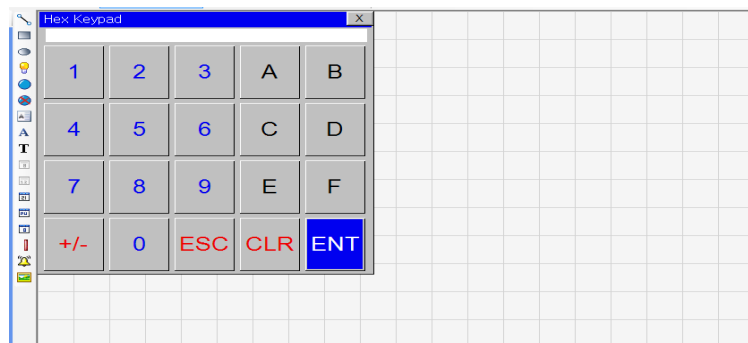 Hex Keypad X
1 2 3 A B
4 5 6 C D
7 8 9 E F
+/- 0 ESC CLR ENT
A
T